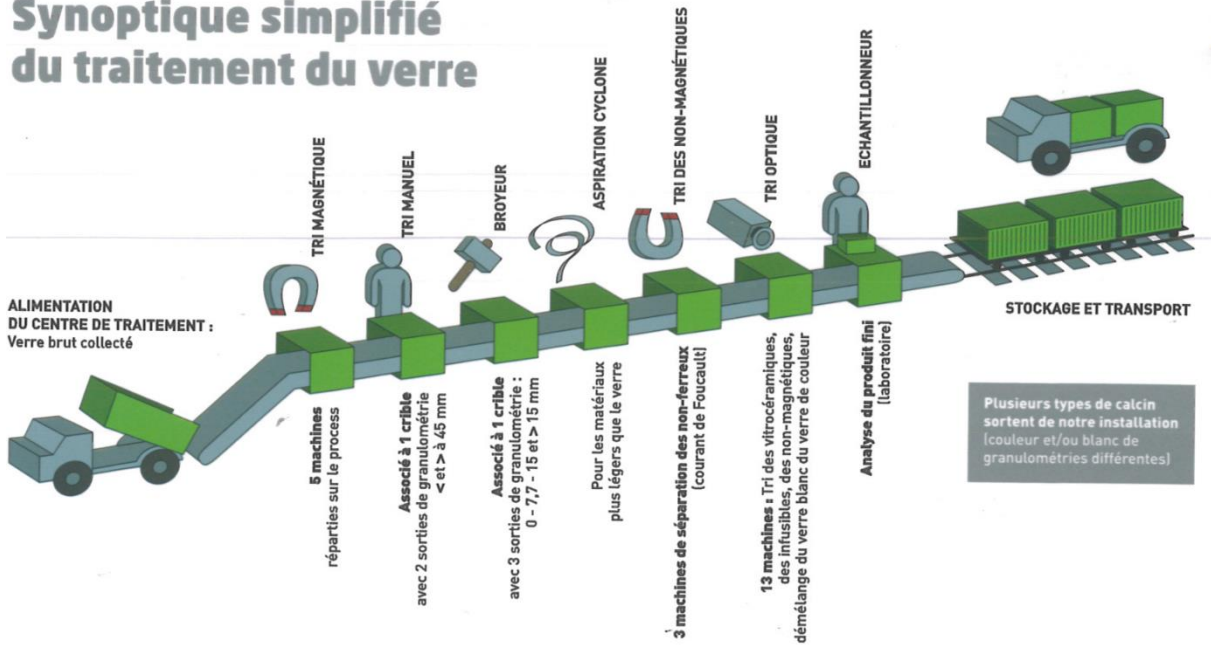 Synoptique simplifié
du traitement du verre
ALIMENTATION
DU CENTRE DE TRAITEMENT :
Verre brut collecté
TRI MAGNÉTIQUE
5 machines
réparties sur le process
TRI MANUEL
Associé à 1 crible
avec 2 sorties de granulométrie
< et > à 45 mm
BROYEUR
Associé à 1 crible
avec 3 sorties de granulométrie :
0 - 7,7 - 15 et > 15 mm
ASPIRATION CYCLONE
Pour les matériaux
plus légers que le verre
TRI DES NON-MAGNÉTIQUES
3 machines de séparation des non-ferreux
(courant de Foucault)
TRI OPTIQUE
13 machines : Tri des vitrocéramiques,
des infusibles, des non-magnétiques,
démélange du verre blanc du verre de couleur
ECHANTILLONNEUR
Analyse du produit fini
(laboratoire)
STOCKAGE ET TRANSPORT
Plusieurs types de calcin
sortent de notre installation
(couleur et/ou blanc de
granulométries différentes)